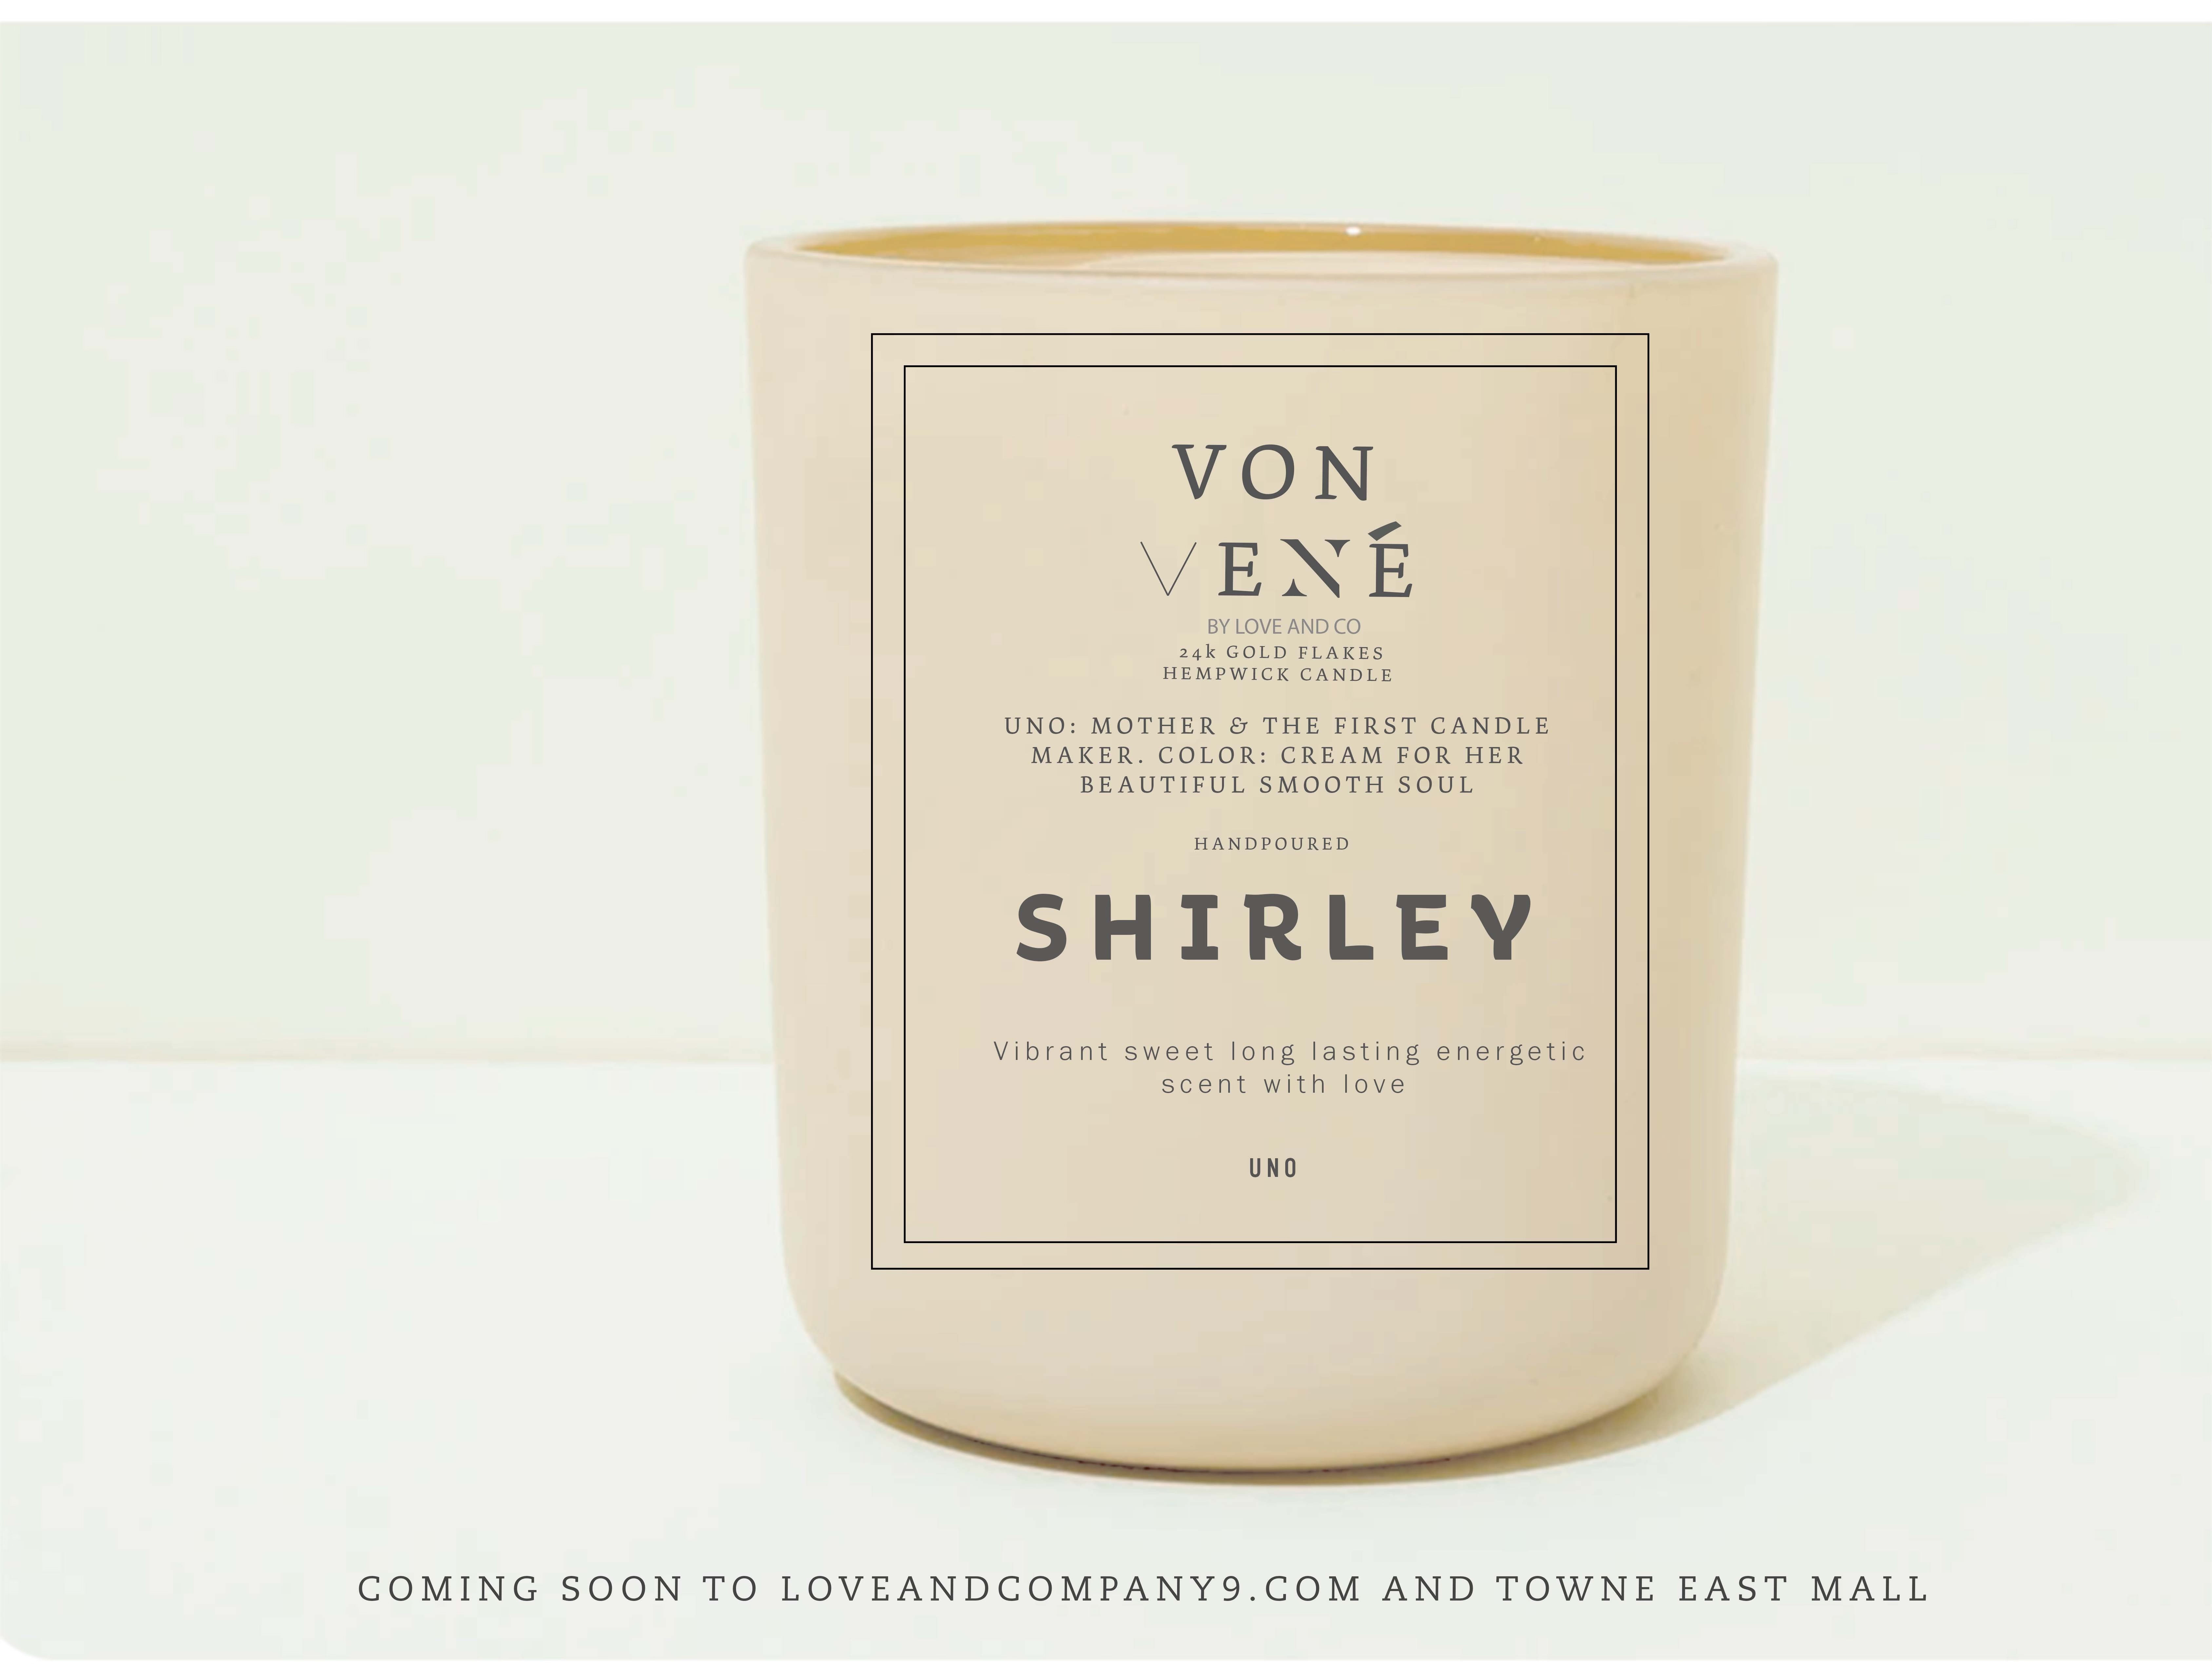 VON
VENÉ
BY LOVE AND CO
24k GOLD FLAKES
HEMPWICK CANDLE
UNO: MOTHER & THE FIRST CANDLE
MAKER. COLOR: CREAM FOR HER
BEAUTIFUL SMOOTH SOUL
HANDPOURED
SHIRLEY
Vibrant sweet long lasting energetic
scent with love
UNO
COMING SOON TO LOVEANDCOMPANY9.COM AND TOWNE EAST MALL